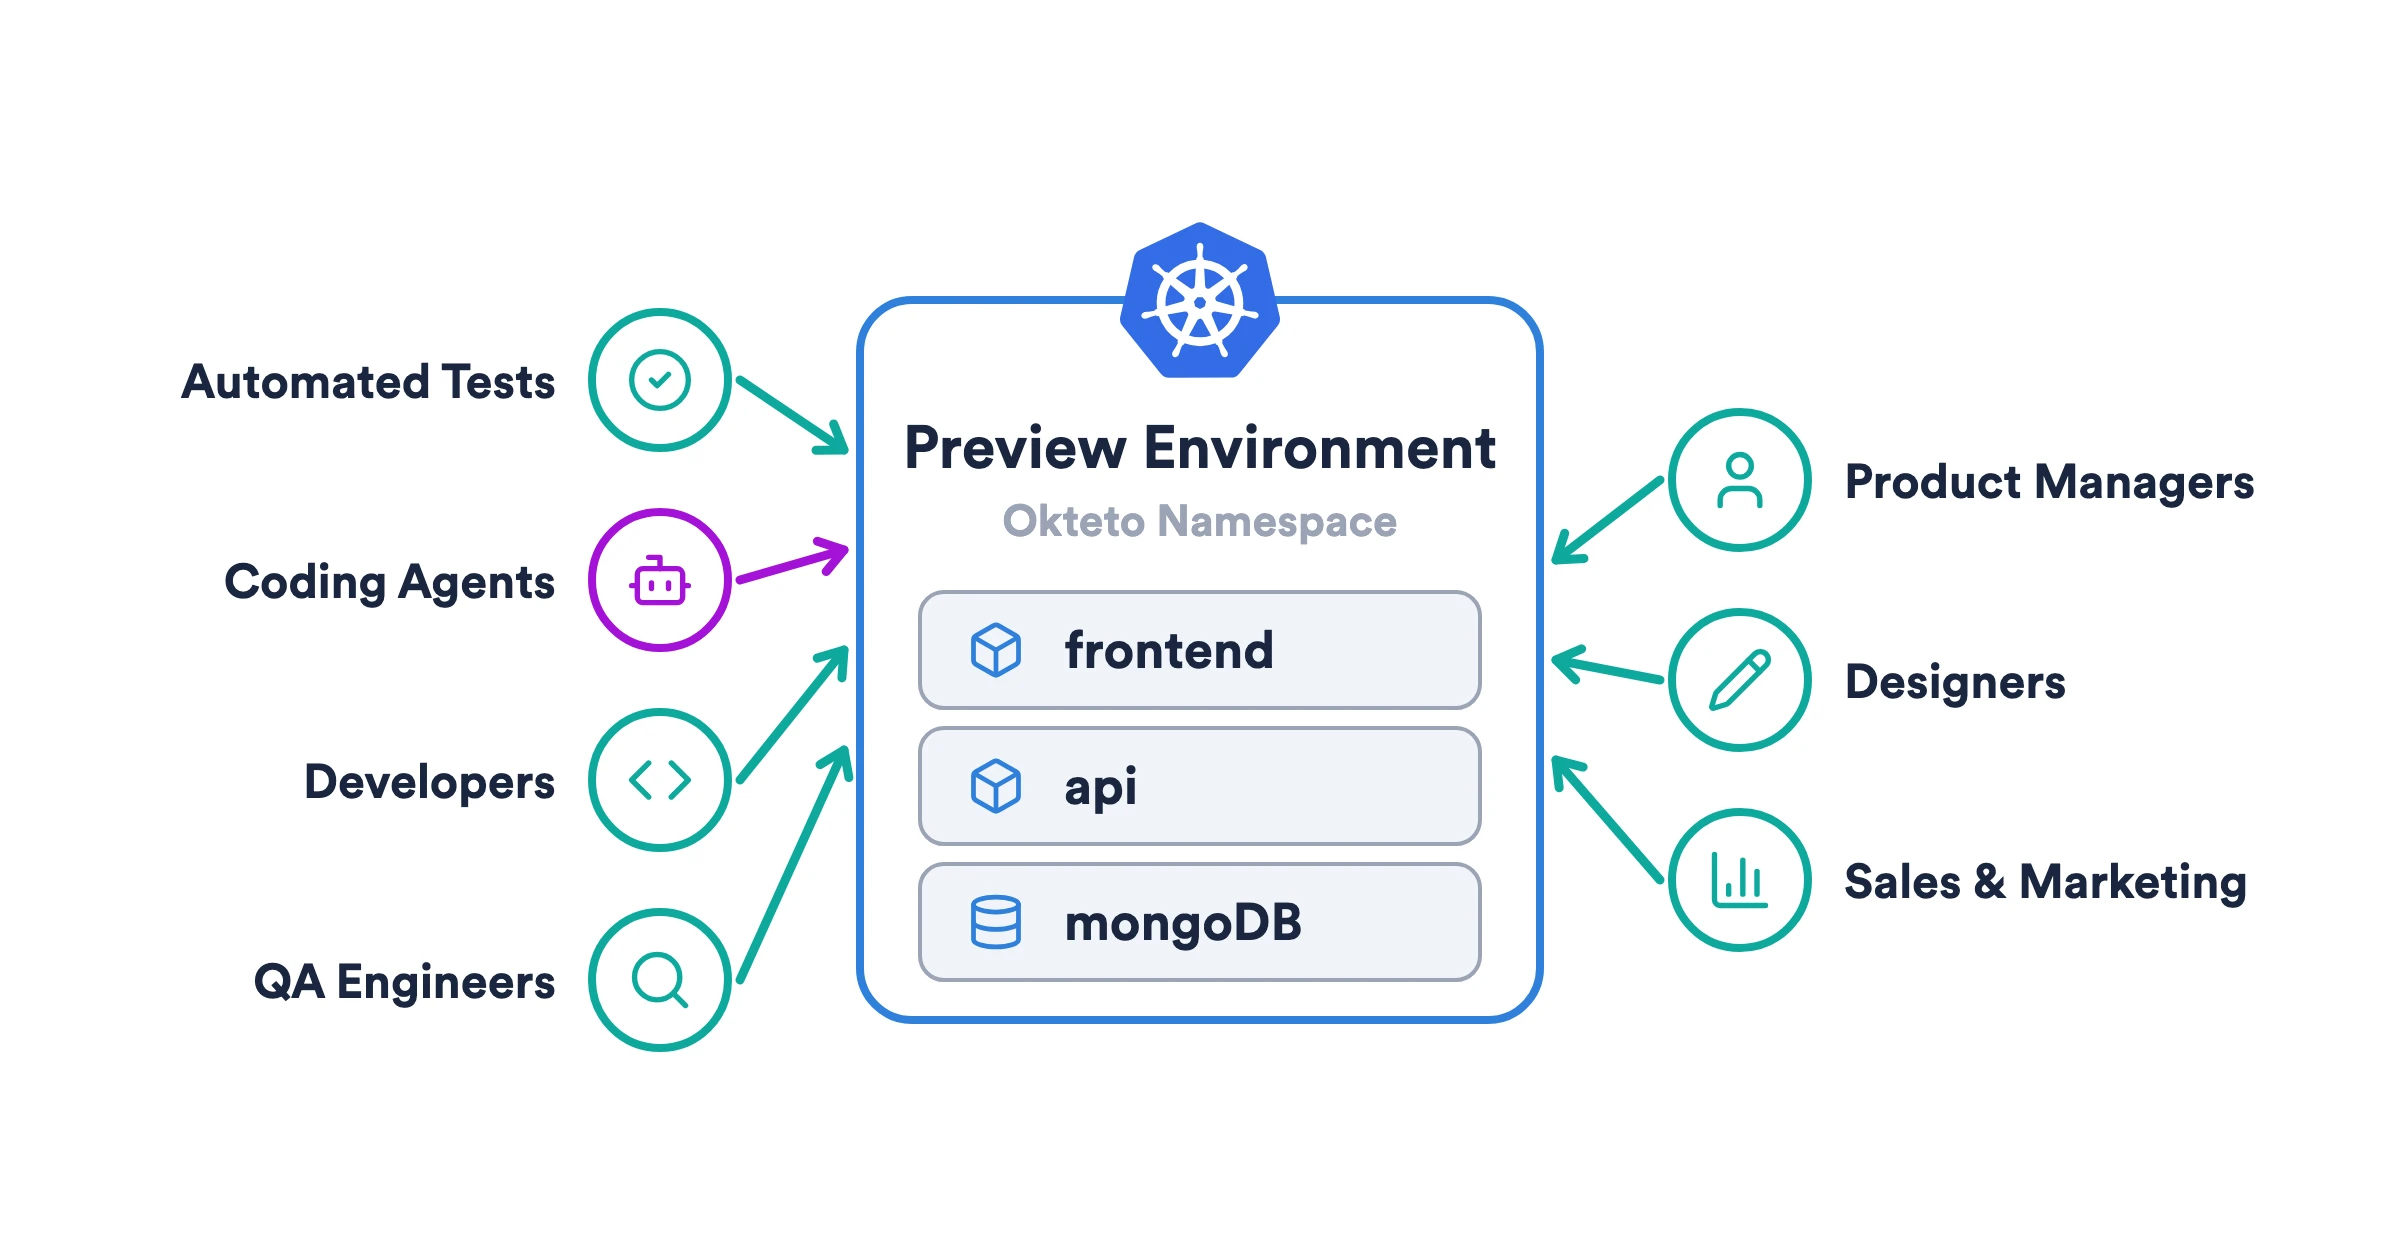 Automated Tests
Coding Agents
Developers
QA Engineers
Preview Environment
Okteto Namespace
frontend
api
mongoDB
Product Managers
Designers
Sales & Marketing